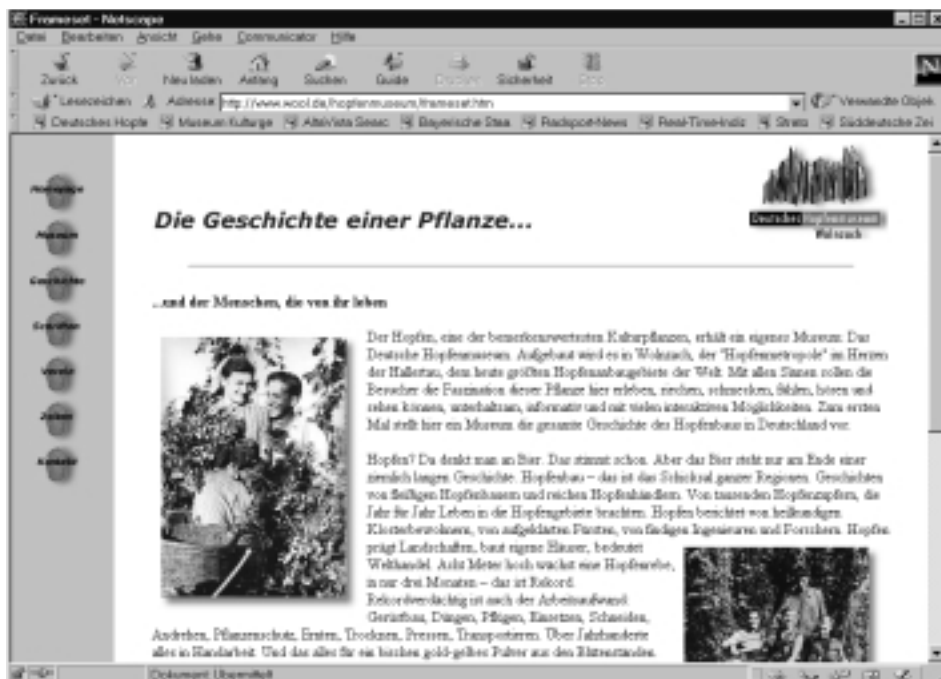 Frameset - Netscape
Datei Bearbeiten Ansicht Gehe Communicator Hilfe
Zurück Vor Neu laden Anfang Suchen Guide Drucken Sicherheit Stop
Lesezeichen Adresse http://www.wool.de/hopfenmuseum/frameset.htm Verwandte Objek
Deutsches Hopfe Museum Kulturge AltaVista Searc Bayerische Staa Radsport-News Real-Time-Indiz Strato Süddeutsche Zei
Homepage
Museum
Geschichte
Verein
Kontakt
Deutsches Hopfenmuseum
Wolnzach
Die Geschichte einer Pflanze...
...und der Menschen, die von ihr leben
Der Hopfen, eine der bemerkenswertesten Kulturpflanzen, erhält ein eigenes Museum: Das
Deutsche Hopfenmuseum. Aufgebaut wird es in Wolnzach, der "Hopfenmetropole" im Herzen
der Hallertau, dem heute größten Hopfenanbaugebiete der Welt. Mit allen Sinnen sollen die
Besucher die Faszination dieser Pflanze hier erleben, riechen, schmecken, fühlen, hören und
sehen können, unterhaltsam, informativ und mit vielen interaktiven Möglichkeiten. Zum ersten
Mal stellt hier ein Museum die gesamte Geschichte des Hopfenbaus in Deutschland vor.
Hopfen? Da denkt man an Bier. Das stimmt schon. Aber das Bier steht nur am Ende einer
ziemlich langen Geschichte. Hopfenbau – das ist das Schicksal ganzer Regionen. Geschichten
von fleißigen Hopfenbauern und reichen Hopfenhändlern. Von tausenden Hopfenzupfern, die
Jahr für Jahr Leben in die Hopfengebiete brachten. Hopfen berichtet von heilkundigen
Klosterbewohnern, von aufgeklärten Fürsten, von findigen Ingenieuren und Forschern. Hopfen
prägt Landschaften, baut eigene Häuser, bedeutet
Welthandel. Acht Meter hoch wächst eine Hopfenrebe,
in nur drei Monaten – das ist Rekord.
Rekordverdächtig ist auch der Arbeitsaufwand:
Gerüstbau, Düngen, Pflügen, Einsetzen, Schneiden,
Andrehen, Pflanzenschutz, Ernten, Trocknen, Pressen, Transportieren. Über Jahrhunderte
alles in Handarbeit. Und das alles für ein bischen gold-gelbes Pulver aus den Blütenständen.
Dokument: Übermittelt